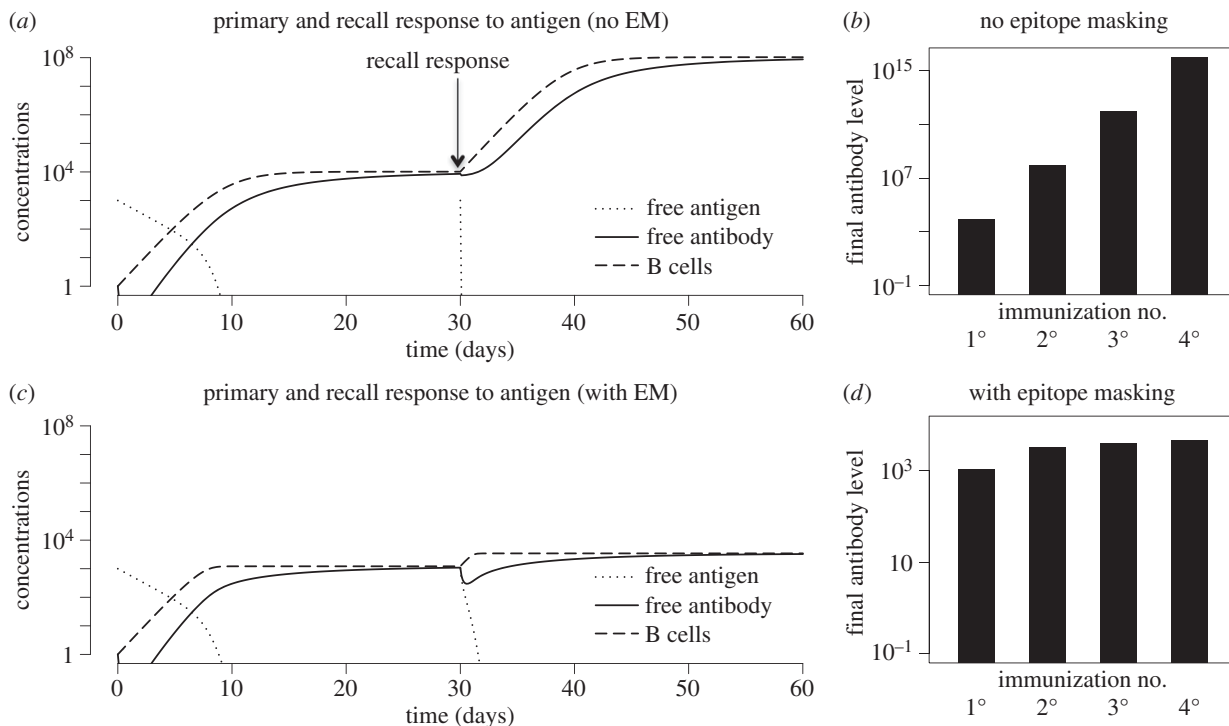 (a) primary and recall response to antigen (no EM)
10^8
recall response
10^4
1
concentrations
free antigen
free antibody
B cells
0 10 20 30 40 50 60
time (days)
(b) no epitope masking
10^15
10^7
10^−1
final antibody level
immunization no.
1° 2° 3° 4°
(c) primary and recall response to antigen (with EM)
10^8
10^4
1
concentrations
free antigen
free antibody
B cells
0 10 20 30 40 50 60
time (days)
(d) with epitope masking
10^3
10
10^−1
final antibody level
immunization no.
1° 2° 3° 4°